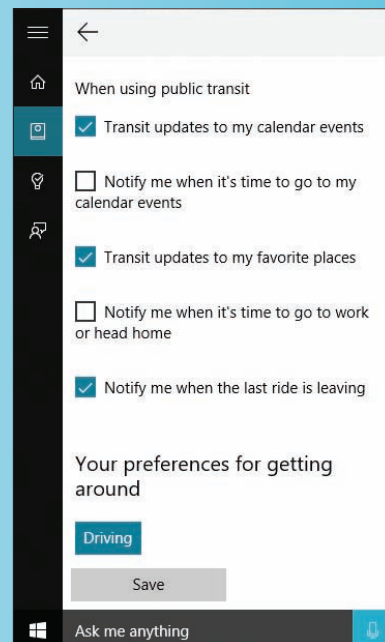 When using public transit
Transit updates to my calendar events
Notify me when it's time to go to my
calendar events
Transit updates to my favorite places
Notify me when it's time to go to work
or head home
Notify me when the last ride is leaving
Your preferences for getting
around
Driving
Save
Ask me anything